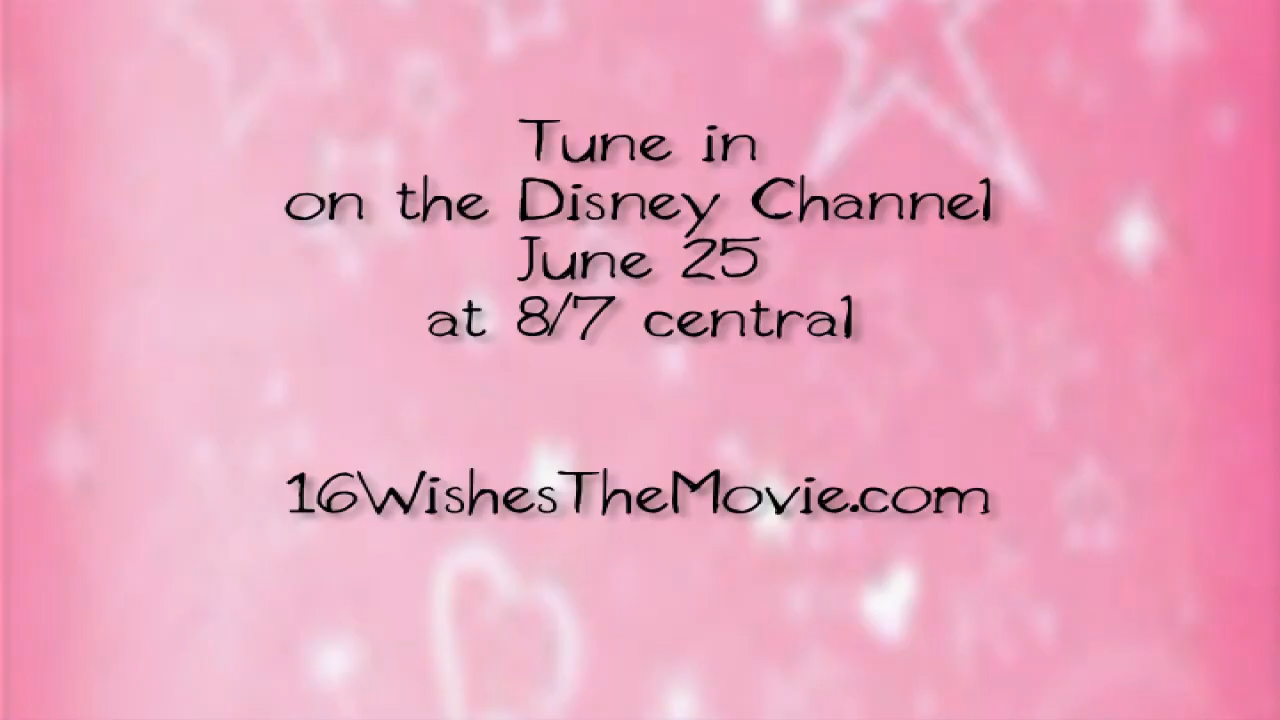 Tune in
on the Disney Channel
June 25
at 8/7 central
16WishesTheMovie.com